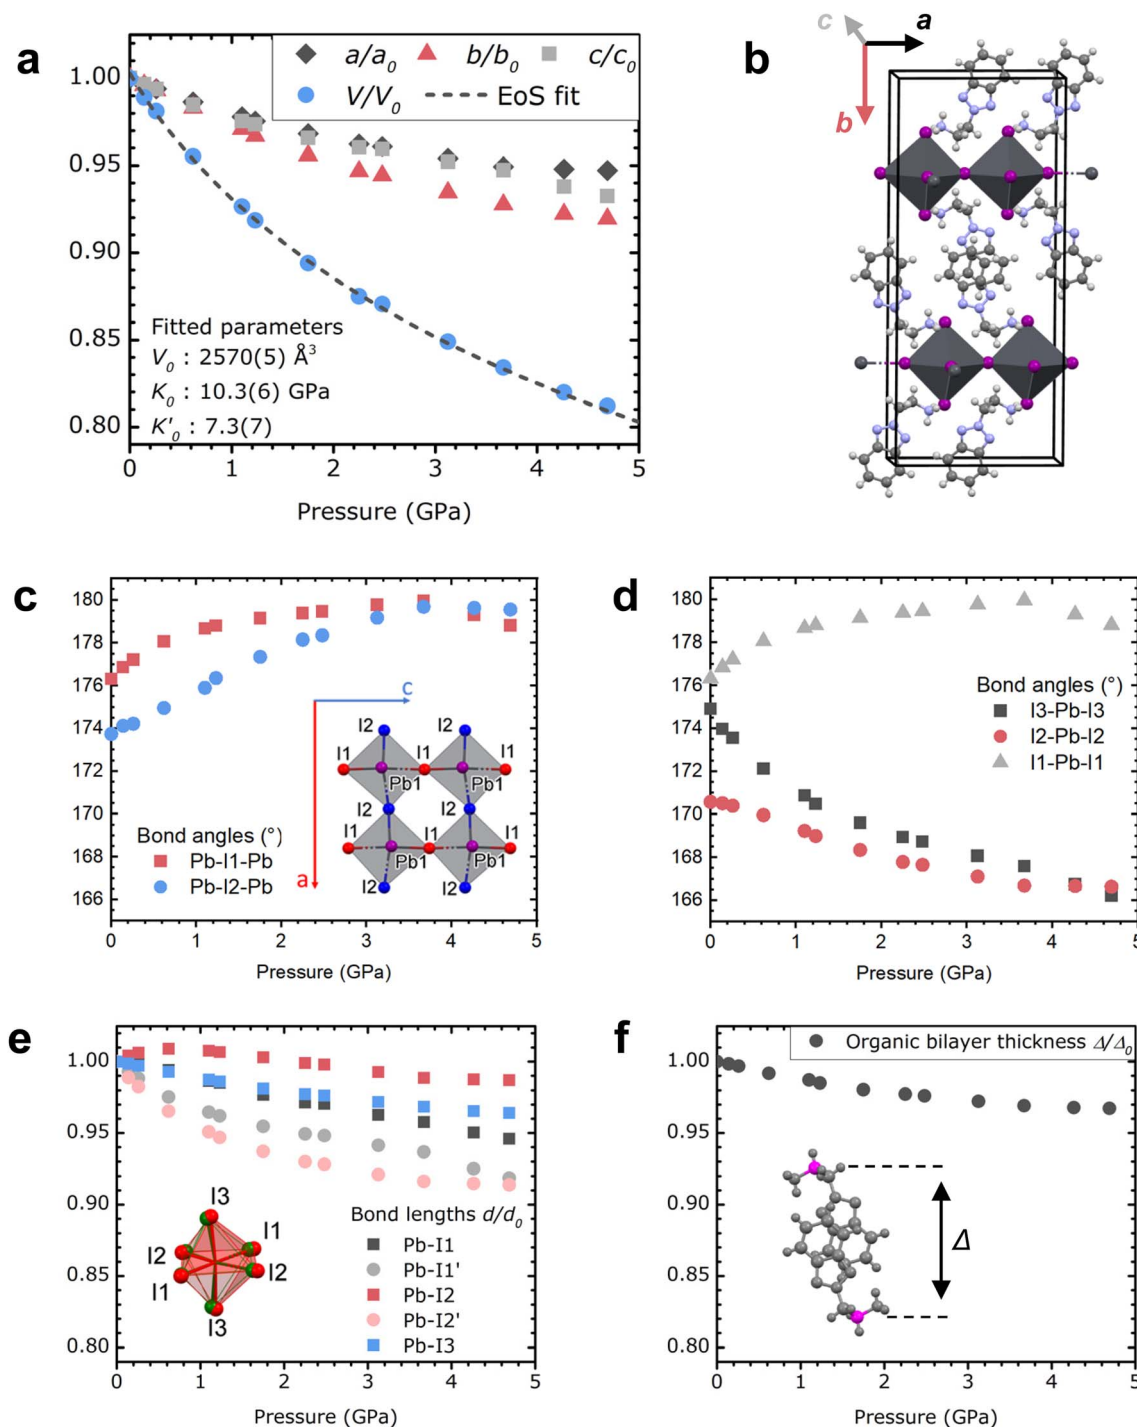 a
a/a0 b/b0 c/c0
V/V0 EoS fit
1.00
0.95
0.90
0.85
0.80
Fitted parameters
V0 : 2570(5) Å3
K0 : 10.3(6) GPa
K'0 : 7.3(7)
0 1 2 3 4 5
Pressure (GPa)
b
c
a
b
c
180
178
176
174
172
170
168
166
c
I2 I2
I1 I1 I1
Pb1 Pb1
I2 I2
I1 I1 I1
Pb1 Pb1
I2 I2
a
Bond angles (°)
Pb-I1-Pb
Pb-I2-Pb
0 1 2 3 4 5
Pressure (GPa)
d
180
178
176
174
172
170
168
166
Bond angles (°)
I3-Pb-I3
I2-Pb-I2
I1-Pb-I1
0 1 2 3 4 5
Pressure (GPa)
e
1.00
0.95
0.90
0.85
0.80
I3
I1
I2
I2
I1
I3
Bond lengths d/d0
Pb-I1
Pb-I1'
Pb-I2
Pb-I2'
Pb-I3
0 1 2 3 4 5
Pressure (GPa)
f
Organic bilayer thickness Δ/Δ0
1.00
0.95
0.90
0.85
0.80
Δ
0 1 2 3 4 5
Pressure (GPa)